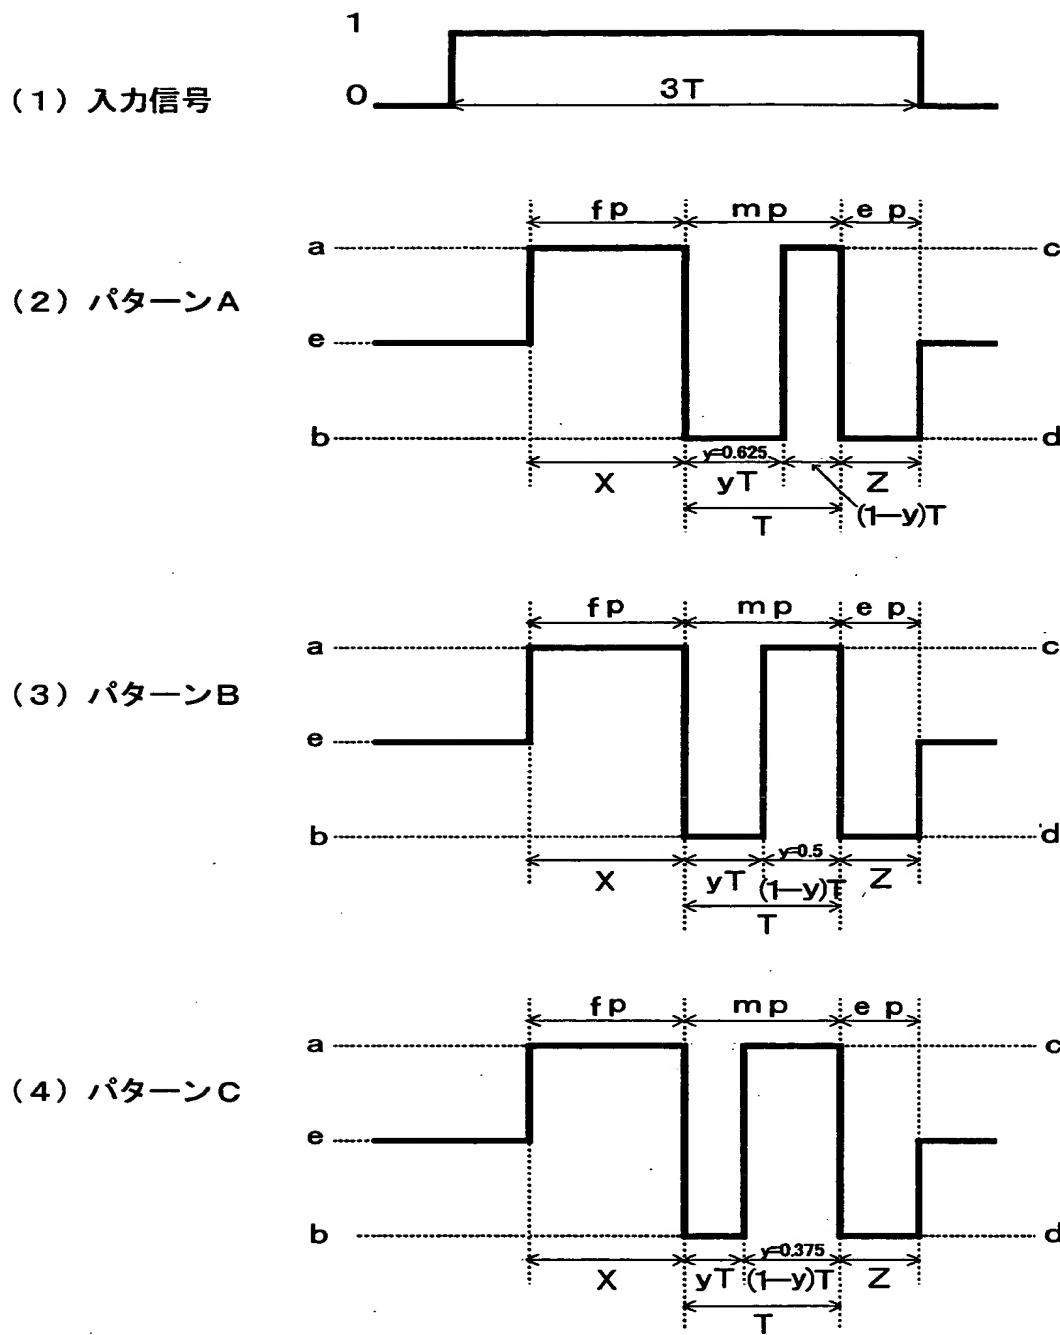 1
(1) 入力信号
0
3T
fp mp ep
a c
(2) パターンA
e
b d
y=0.625
X yT Z
(1—y)T
T
fp mp ep
a c
(3) パターンB
e
b d
y=0.5
X yT (1—y)T Z
T
fp mp ep
a c
(4) パターンC
e
b d
y=0.375
X yT (1—y)T Z
T